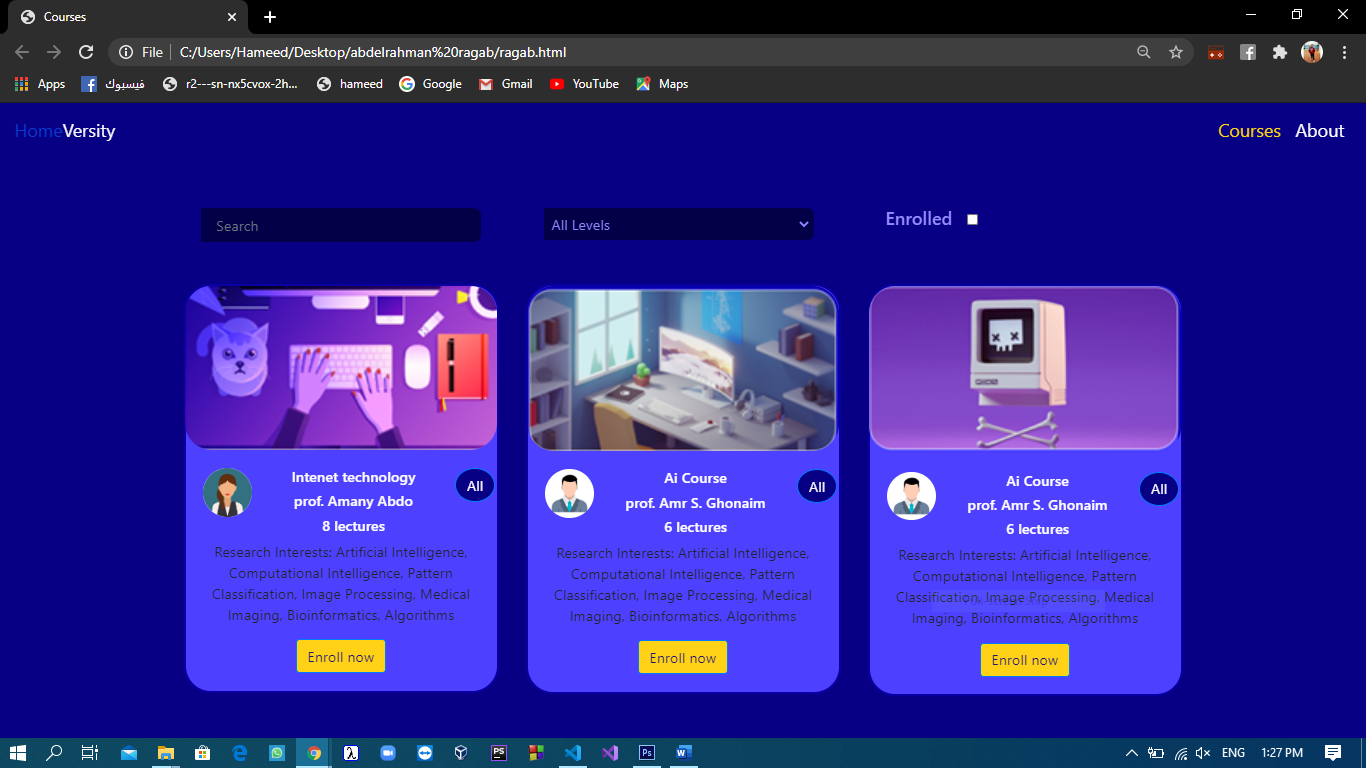 Courses
File
C:/Users/Hameed/Desktop/abdelrahman%20ragab/ragab.html
Apps
فيسبوك
r2---sn-nx5cvox-2h...
hameed
Google
Gmail
YouTube
Maps
HomeVersity
Courses
About
Search
All Levels
Enrolled
Intenet technology
prof. Amany Abdo
8 lectures
All
Research Interests: Artificial Intelligence,
Computational Intelligence, Pattern
Classification, Image Processing, Medical
Imaging, Bioinformatics, Algorithms
Enroll now
Ai Course
prof. Amr S. Ghonaim
6 lectures
All
Research Interests: Artificial Intelligence,
Computational Intelligence, Pattern
Classification, Image Processing, Medical
Imaging, Bioinformatics, Algorithms
Enroll now
Ai Course
prof. Amr S. Ghonaim
6 lectures
All
Research Interests: Artificial Intelligence,
Computational Intelligence, Pattern
Classification, Image Processing, Medical
Imaging, Bioinformatics, Algorithms
Enroll now
PS
Ps
W
ENG
1:27 PM